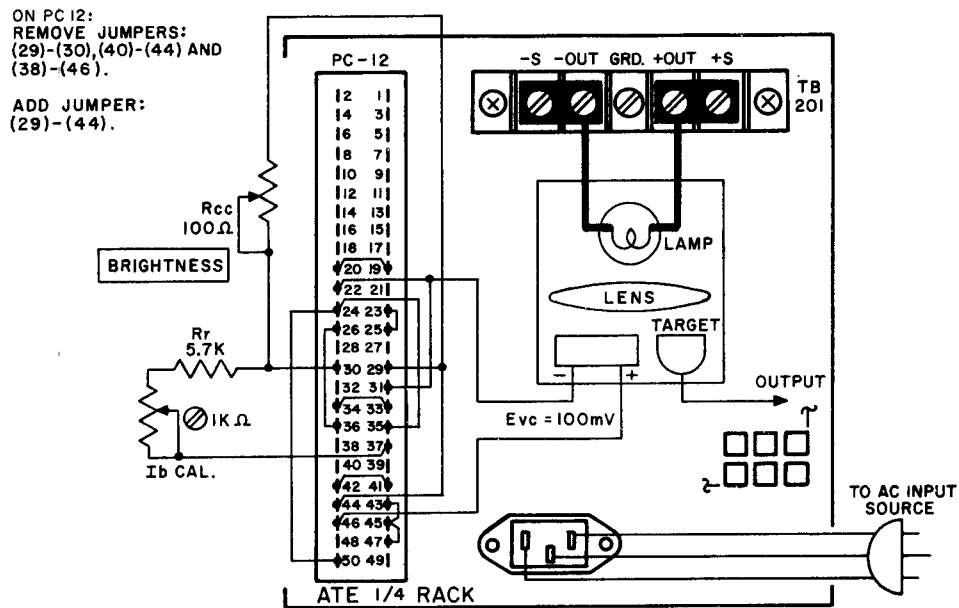 ON PC 12:
REMOVE JUMPERS:
(29)-(30),(40)-(44) AND
(38)-(46).
ADD JUMPER:
(29)-(44).
PC-12
-S -OUT GRD. +OUT +S
TB
201
2 1
4 3
6 5
8 7
10 9
12 11
14 13
16 15
18 17
20 19
22 21
24 23
26 25
28 27
30 29
32 31
34 33
36 35
38 37
40 39
42 41
44 43
46 45
48 47
50 49
Rcc
100Ω
BRIGHTNESS
Rr
5.7K
1KΩ
Ib CAL.
LAMP
LENS
TARGET
- +
OUTPUT
Evc = 100mV
TO AC INPUT
SOURCE
ATE 1/4 RACK